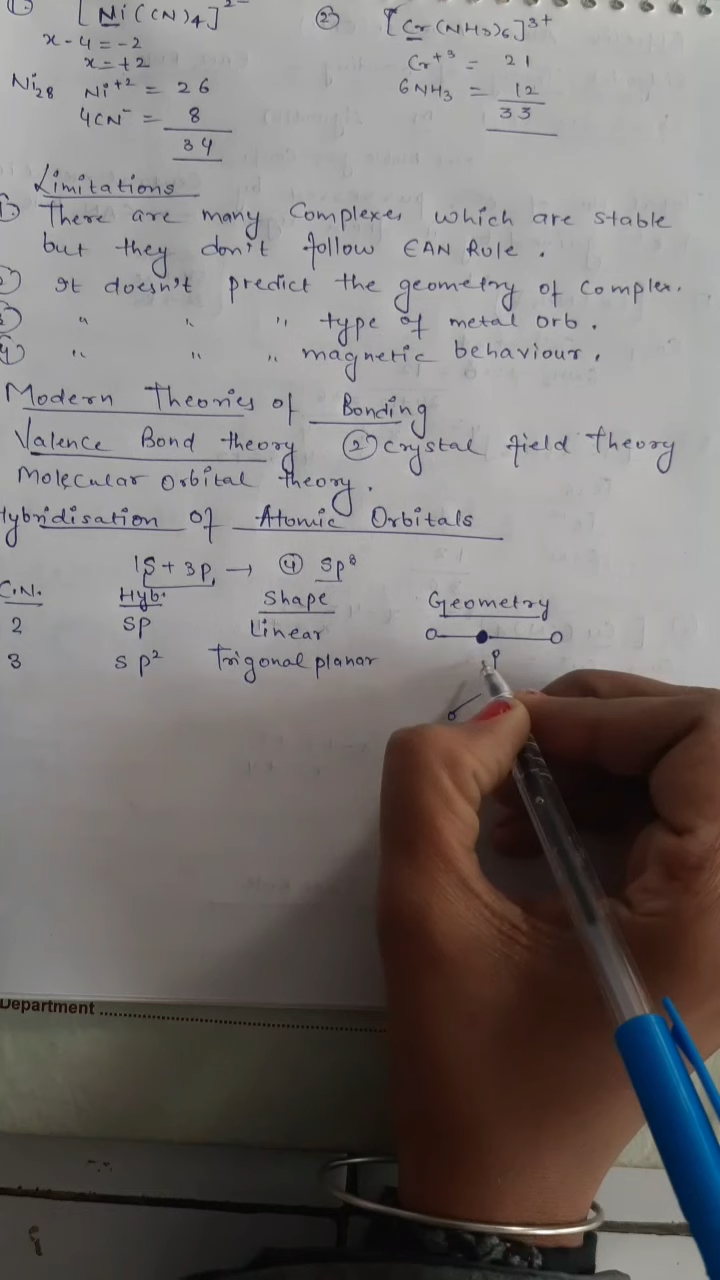 [Ni(CN)4]²⁻ ② [Cr(NH3)6]³⁺
x-4=-2 Cr⁺³ = 21
x=+2 6NH₃ = 12
Ni28 Ni⁺² = 26 33
4CN⁻ = 8
34
Limitations
① There are many Complexes which are stable
but they don't follow EAN Rule.
② It doesn't predict the geometry of Complex.
③ " " " type of metal orb.
④ " " " magnetic behaviour.
Modern Theories of Bonding
Valence Bond theory ② Crystal field Theory
Molecular Orbital theory.
Hybridisation Of Atomic Orbitals
1S + 3P → ④ sp³
C.N. Hyb. Shape Geometry
2 SP Linear
3 sp² Trigonal planar
Department